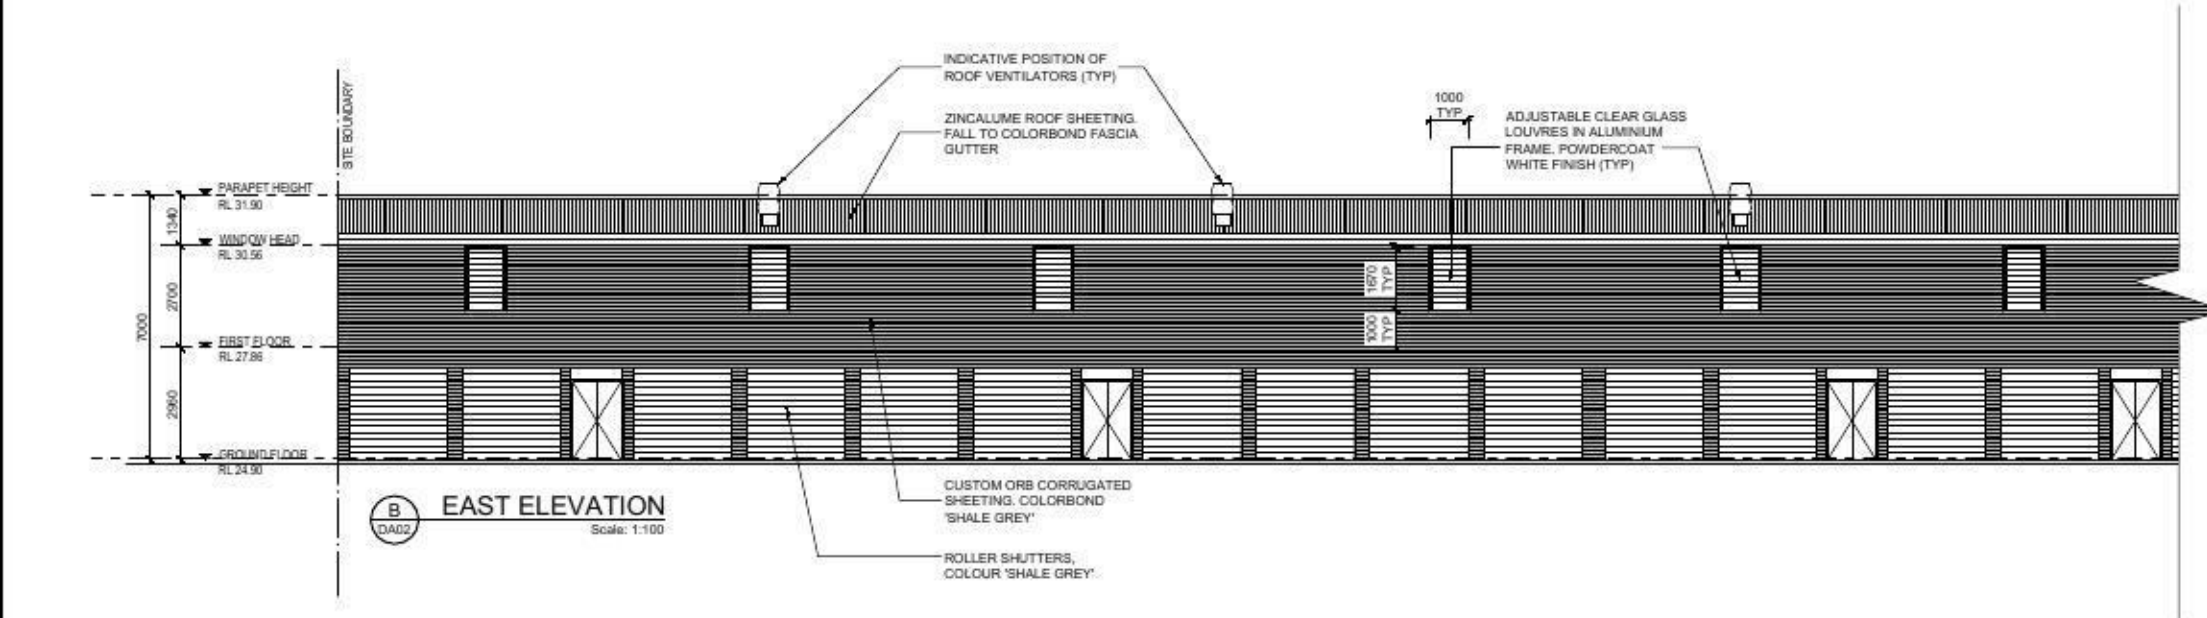 INDICATIVE POSITION OF
ROOF VENTILATORS (TYP)
ZINCALUME ROOF SHEETING.
FALL TO COLORBOND FASCIA
GUTTER
1000
TYP
ADJUSTABLE CLEAR GLASS
LOUVRES IN ALUMINIUM
FRAME. POWDERCOAT
WHITE FINISH (TYP)
SITE BOUNDARY
PARAPET HEIGHT
RL 31.90
1340
WINDOW HEAD
RL 30.56
2700
7000
1670
TYP
1000
TYP
FIRST FLOOR
RL 27.86
2960
GROUND FLOOR
RL 24.90
B
DA02
EAST ELEVATION
Scale: 1:100
CUSTOM ORB CORRUGATED
SHEETING. COLORBOND
'SHALE GREY'
ROLLER SHUTTERS,
COLOUR 'SHALE GREY'